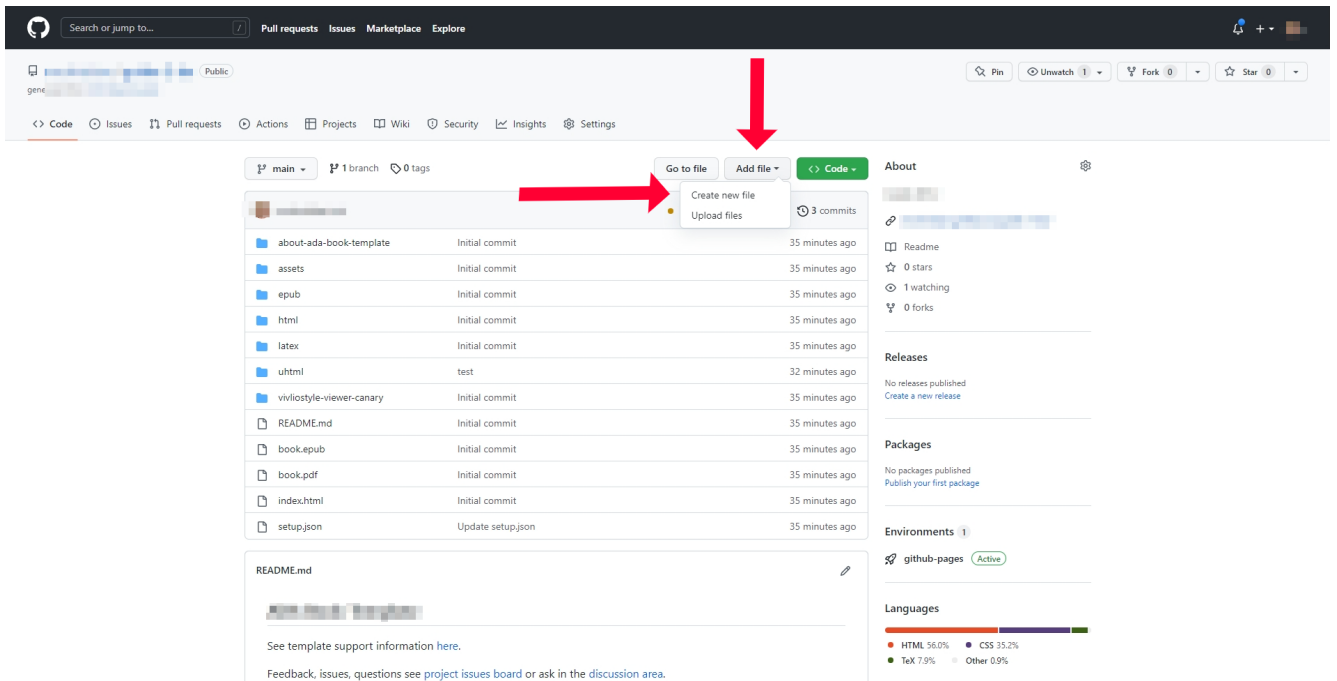 Search or jump to... / Pull requests Issues Marketplace Explore
Public
Pin Unwatch 1 Fork 0 Star 0
gene
Code Issues Pull requests Actions Projects Wiki Security Insights Settings
main 1 branch 0 tags Go to file Add file Code
Create new file
Upload files
3 commits
about-ada-book-template Initial commit 35 minutes ago
assets Initial commit 35 minutes ago
epub Initial commit 35 minutes ago
html Initial commit 35 minutes ago
latex Initial commit 35 minutes ago
uhtml test 32 minutes ago
vivliostyle-viewer-canary Initial commit 35 minutes ago
README.md Initial commit 35 minutes ago
book.epub Initial commit 35 minutes ago
book.pdf Initial commit 35 minutes ago
index.html Initial commit 35 minutes ago
setup.json Update setup.json 35 minutes ago
README.md
See template support information here.
Feedback, issues, questions see project issues board or ask in the discussion area.
About
Readme
0 stars
1 watching
0 forks
Releases
No releases published
Create a new release
Packages
No packages published
Publish your first package
Environments 1
github-pages Active
Languages
HTML 56.0% CSS 35.2%
TeX 7.9% Other 0.9%